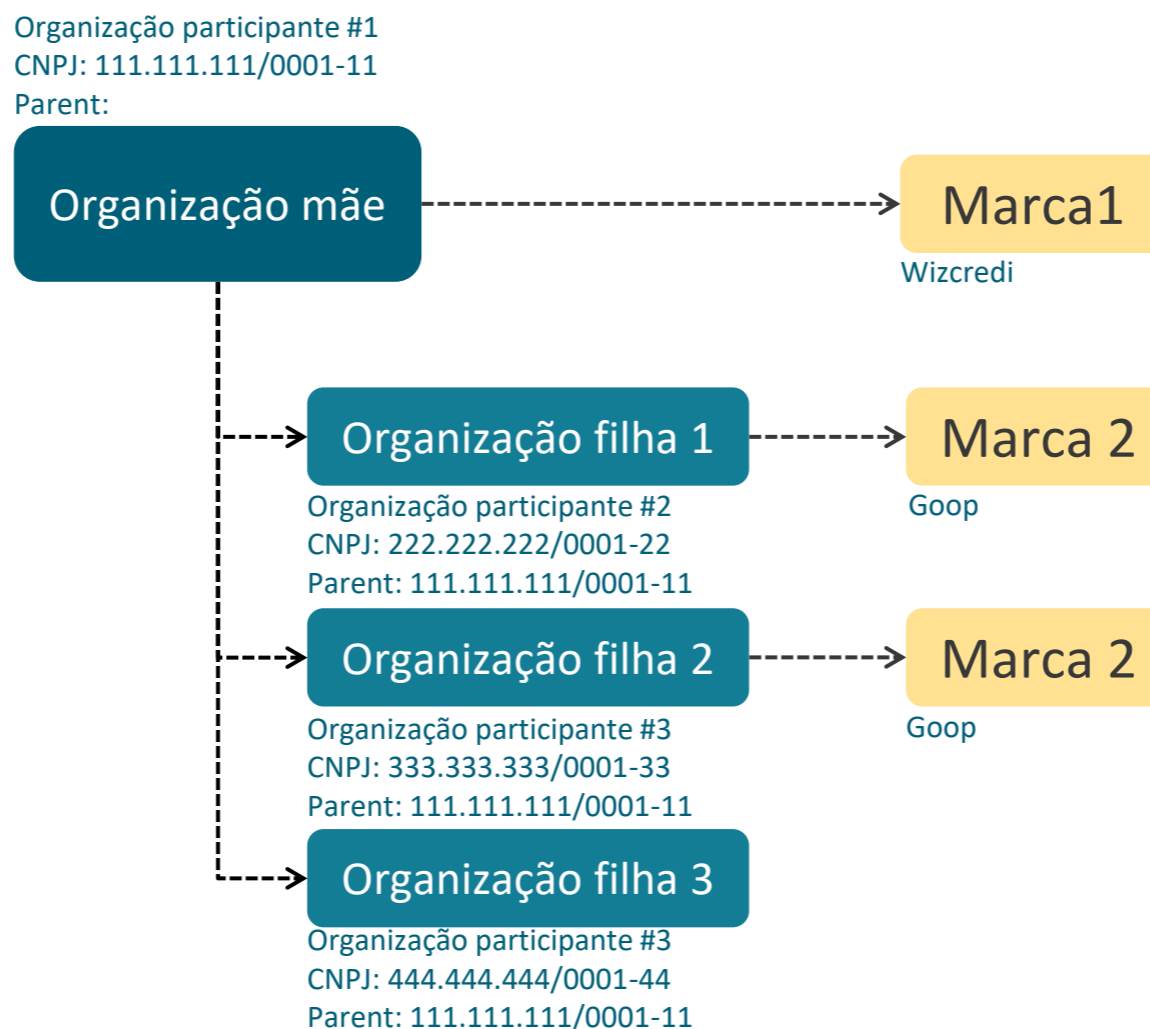 Organização participante #1
CNPJ: 111.111.111/0001-11
Parent:
Organização mãe
Marca1
Wizcredi
Organização filha 1
Marca 2
Organização participante #2
Goop
CNPJ: 222.222.222/0001-22
Parent: 111.111.111/0001-11
Organização filha 2
Marca 2
Organização participante #3
Goop
CNPJ: 333.333.333/0001-33
Parent: 111.111.111/0001-11
Organização filha 3
Organização participante #3
CNPJ: 444.444.444/0001-44
Parent: 111.111.111/0001-11